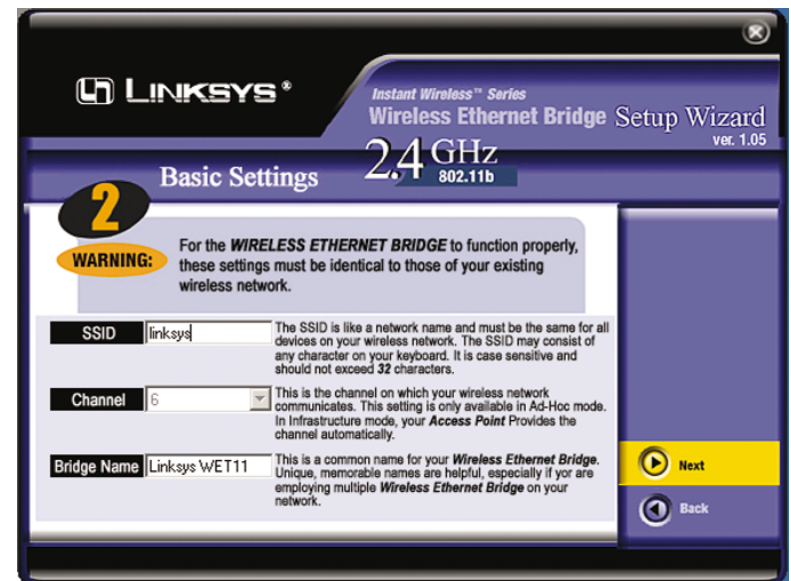 LINKSYS®
Instant Wireless™ Series
Wireless Ethernet Bridge Setup Wizard
ver. 1.05
2.4 GHz
802.11b
Basic Settings
2
WARNING:
For the WIRELESS ETHERNET BRIDGE to function properly,
these settings must be identical to those of your existing
wireless network.
SSID
linksys
The SSID is like a network name and must be the same for all
devices on your wireless network. The SSID may consist of
any character on your keyboard. It is case sensitive and
should not exceed 32 characters.
Channel
6
This is the channel on which your wireless network
communicates. This setting is only available in Ad-Hoc mode.
In Infrastructure mode, your Access Point Provides the
channel automatically.
Bridge Name
Linksys WET11
This is a common name for your Wireless Ethernet Bridge.
Unique, memorable names are helpful, especially if yor are
employing multiple Wireless Ethernet Bridge on your
network.
Next
Back